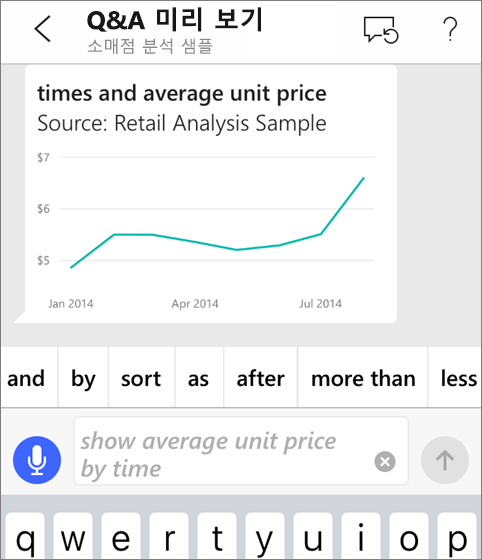 Q&A 미리 보기
?
소매점 분석 샘플
times and average unit price
Source: Retail Analysis Sample
$7
$6
$5
Jan 2014 Apr 2014 Jul 2014
and by sort as after more than less
show average unit price
by time
q w e r t y u i o p